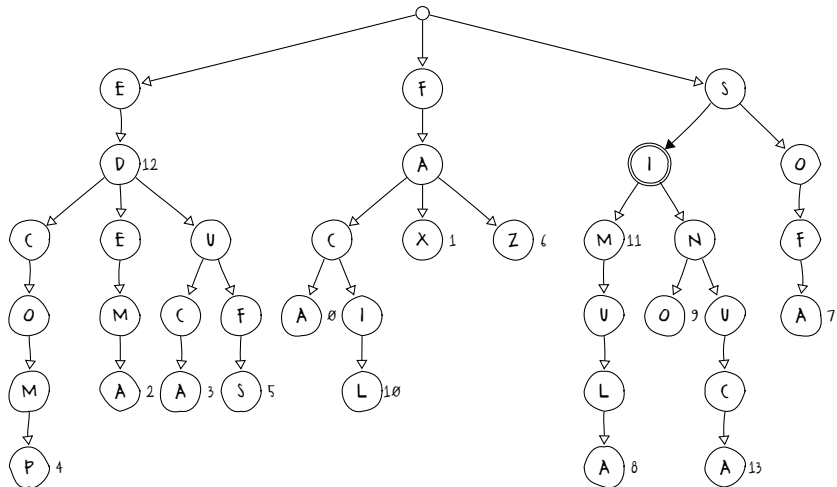 E F S
D 12 A I O
C E U C X 1 Z 6 M 11 N F
O M C F A 0 I U O 9 U A 7
M A 2 A 3 S 5 L 10 L C
P 4 A 8 A 13